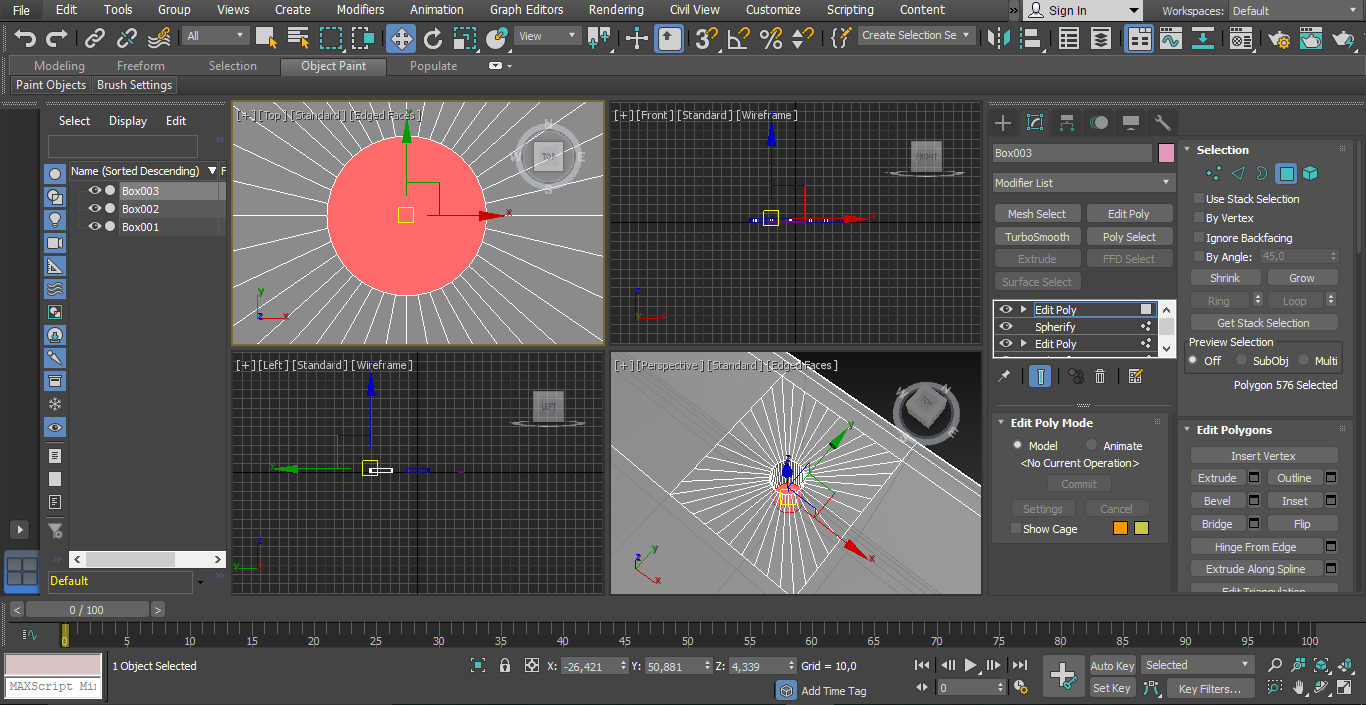 File Edit Tools Group Views Create Modifiers Animation Graph Editors Rendering Civil View Customize Scripting Content » Sign In Workspaces: Default
All View 3 Create Selection Se
Modeling Freeform Selection Object Paint Populate
Paint Objects Brush Settings
Select Display Edit
Name (Sorted Descending) F
Box003
Box002
Box001
Default
[+] [Top] [Standard] [Edged Faces]
N
W TOP E
S
y
x
z x
[+] [Front] [Standard] [Wireframe]
FRONT
[+] [Left] [Standard] [Wireframe]
LEFT
[+] [Perspective] [Standard] [Edged Faces]
TOP
Box003
Modifier List
Mesh Select Edit Poly
TurboSmooth Poly Select
Extrude FFD Select
Surface Select
Edit Poly
Spherify
Edit Poly
Edit Poly Mode
Model Animate
<No Current Operation>
Commit
Settings Cancel
Show Cage
Selection
Use Stack Selection
By Vertex
Ignore Backfacing
By Angle: 45,0
Shrink Grow
Ring Loop
Get Stack Selection
Preview Selection
Off SubObj Multi
Polygon 576 Selected
Edit Polygons
Insert Vertex
Extrude Outline
Bevel Inset
Bridge Flip
Hinge From Edge
Extrude Along Spline
Edit Triangulation
< 0 / 100 >
0 5 10 15 20 25 30 35 40 45 50 55 60 65 70 75 80 85 90 95 100
1 Object Selected X: -26,421 Y: 50,881 Z: 4,339 Grid = 10,0 Auto Key Selected
MAXScript Mi Add Time Tag 0 Set Key Key Filters...